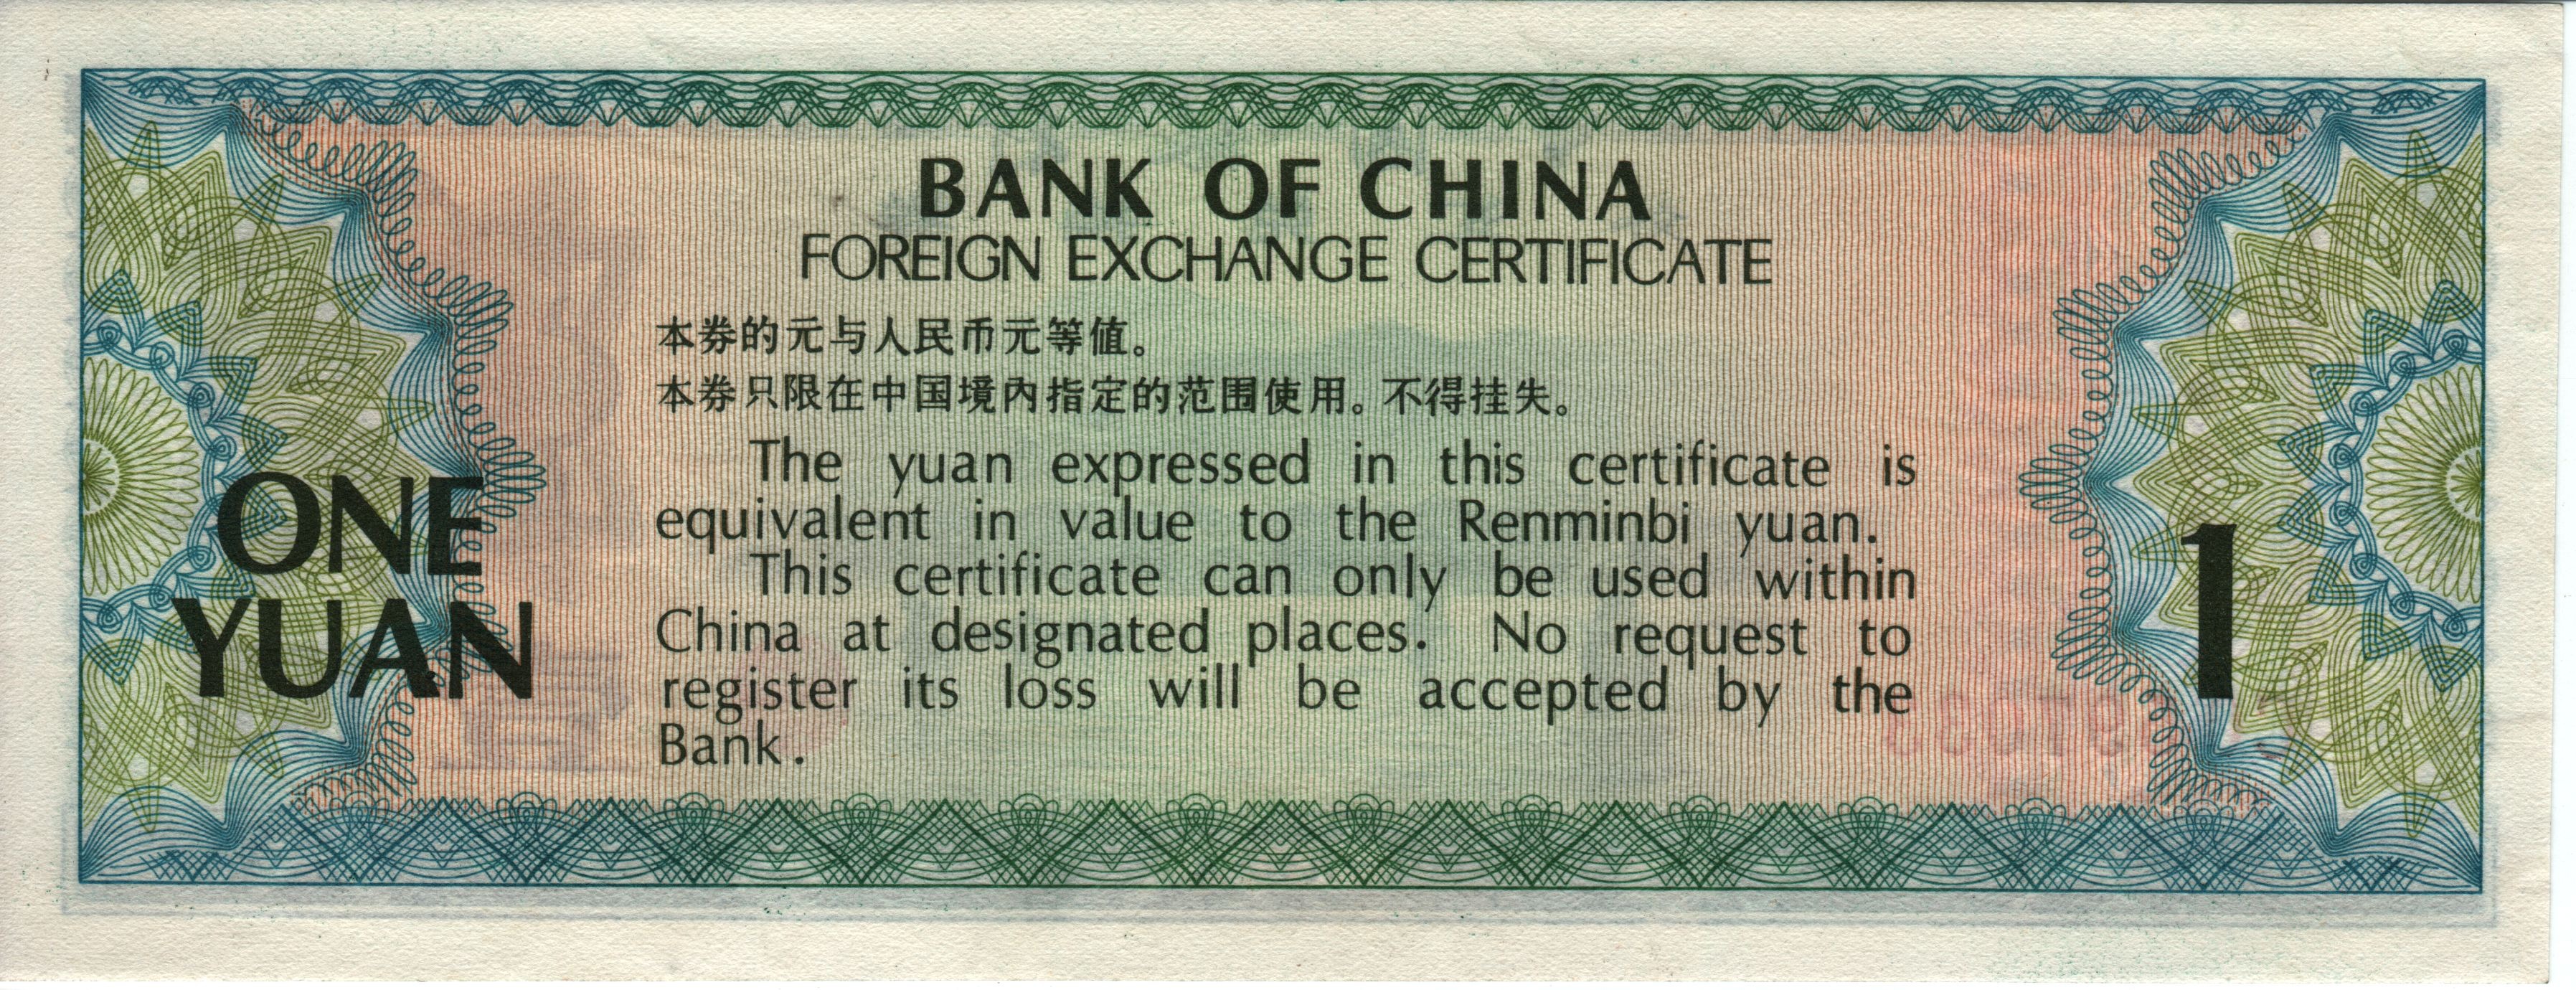 BANK OF CHINA
FOREIGN EXCHANGE CERTIFICATE
本券的元与人民币元等值。
本券只限在中国境内指定的范围使用。不得挂失。
The yuan expressed in this certificate is
equivalent in value to the Renminbi yuan.
This certificate can only be used within
China at designated places. No request to
register its loss will be accepted by the
Bank.
ONE
YUAN
1